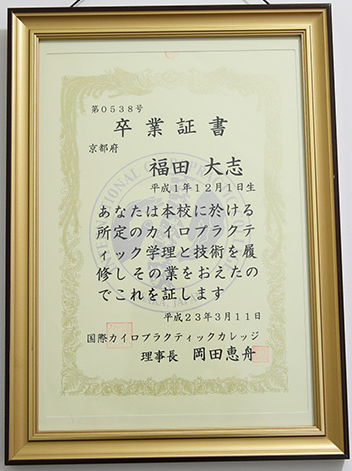 第0538号
卒業証書
京都府
福田 大志
平成1年12月1日生
あなたは本校に於ける
所定のカイロプラクテ
ィック学理と技術を履
修しその業をおえたの
でこれを証します
平成23年3月11日
国際カイロプラクティックカレッジ
理事長 岡田恵舟